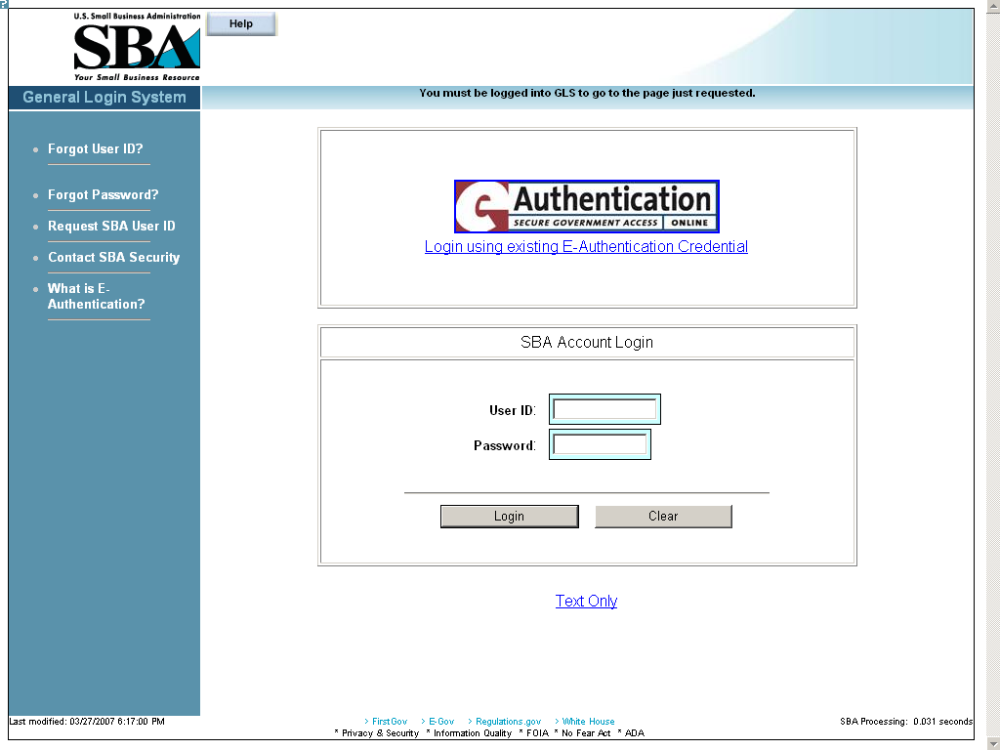 U.S. Small Business Administration
SBA
Your Small Business Resource
Help
General Login System
You must be logged into GLS to go to the page just requested.
Forgot User ID?
Forgot Password?
Request SBA User ID
Contact SBA Security
What is E-
Authentication?
Authentication
SECURE GOVERNMENT ACCESS ONLINE
Login using existing E-Authentication Credential
SBA Account Login
User ID:
Password:
Login Clear
Text Only
Last modified: 03/27/2007 6:17:00 PM
> FirstGov > E-Gov > Regulations.gov > White House
* Privacy & Security * Information Quality * FOIA * No Fear Act * ADA
SBA Processing: 0.031 seconds